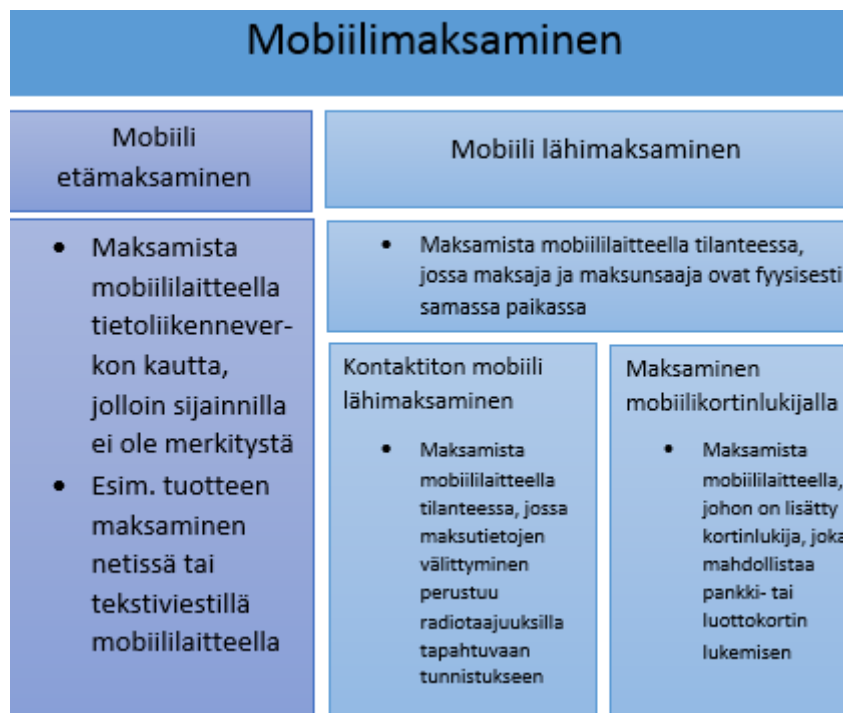 Mobiilimaksaminen
Mobiili
etämaksaminen
• Maksamista
mobiililaitteella
tietoliikennever-
kon kautta,
jolloin sijainnilla
ei ole merkitystä
• Esim. tuotteen
maksaminen
netissä tai
tekstiviestillä
mobiililaitteella
Mobiili lähimaksaminen
• Maksamista mobiililaitteella tilanteessa,
jossa maksaja ja maksunsaaja ovat fyysisesti
samassa paikassa
Kontaktiton mobiili
lähimaksaminen
• Maksamista
mobiililaitteella
tilanteessa, jossa
maksutietojen
välittyminen
perustuu
radiotaajuuksilla
tapahtuvaan
tunnistukseen
Maksaminen
mobiilikortinlukijalla
• Maksamista
mobiililaitteella,
johon on lisätty
kortinlukija, joka
mahdollistaa
pankki- tai
luottokortin
lukemisen